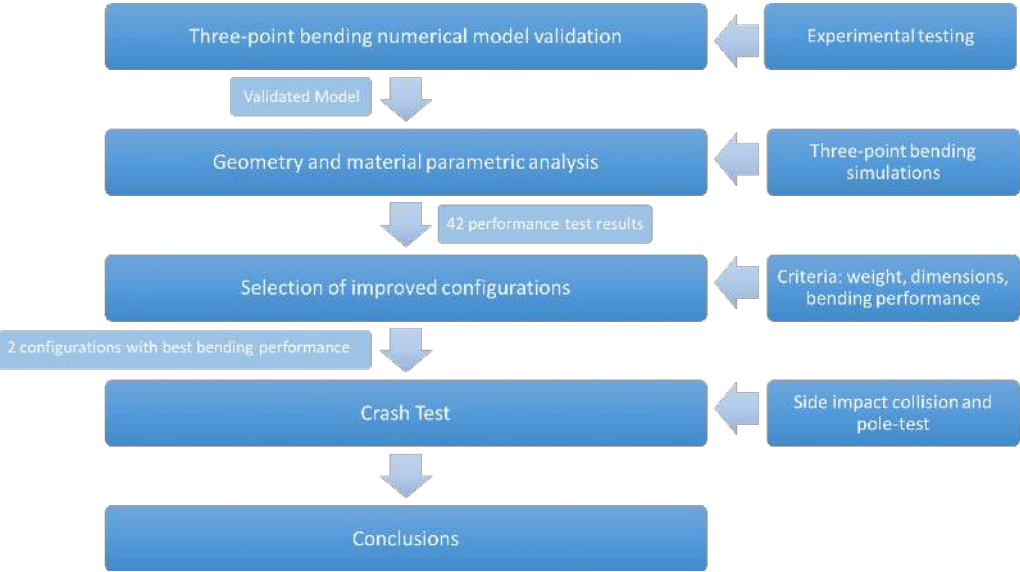 Three-point bending numerical model validation
Experimental testing
Validated Model
Geometry and material parametric analysis
Three-point bending
simulations
42 performance test results
Selection of improved configurations
Criteria: weight, dimensions,
bending performance
2 configurations with best bending performance
Crash Test
Side impact collision and
pole-test
Conclusions